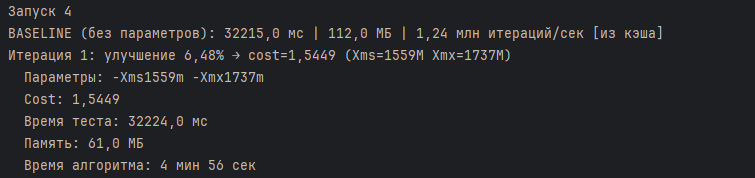 Запуск 4
BASELINE (без параметров): 32215,0 мс | 112,0 МБ | 1,24 млн итераций/сек [из кэша]
Итерация 1: улучшение 6,48% → cost=1,5449 (Xms=1559M Xmx=1737M)
Параметры: -Xms1559m -Xmx1737m
Cost: 1,5449
Время теста: 32224,0 мс
Память: 61,0 МБ
Время алгоритма: 4 мин 56 сек